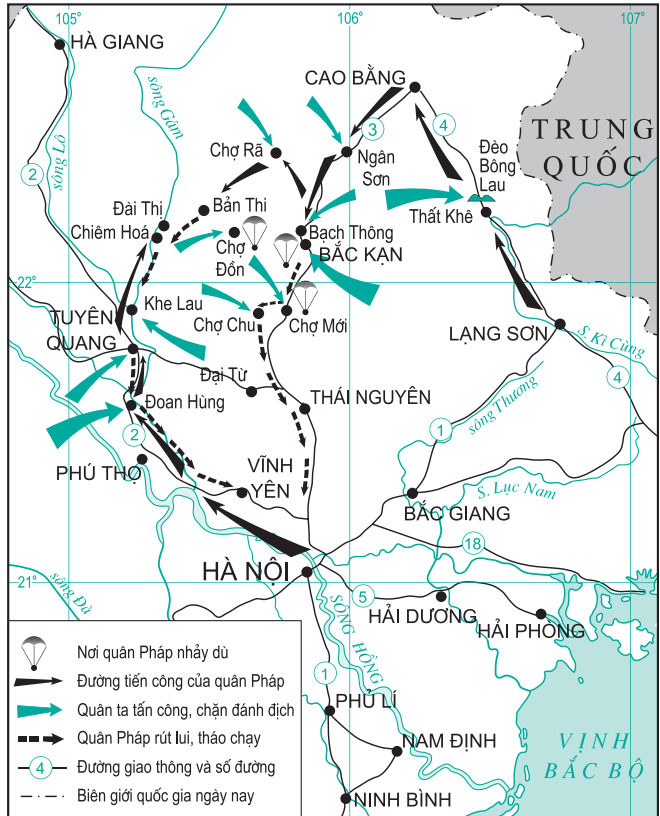 105°
106°
107°
HÀ GIANG
CAO BẰNG
sông Gâm
sông Lô
3
4
2
TRUNG
QUỐC
Chợ Rã
Ngân
Sơn
Đèo
Bông
Lau
Thất Khê
Đài Thị
Bản Thi
Chiêm Hoá
Chợ
Đồn
Bạch Thông
BẮC KẠN
22°
22°
Khe Lau
TUYÊN
QUANG
Chợ Chu
Chợ Mới
LẠNG SƠN
S Kì Cùng
4
Đại Từ
Đoan Hùng
THÁI NGUYÊN
1
sông Thương
2
PHÚ THỌ
VĨNH
YÊN
BẮC GIANG
S. Lục Nam
18
21°
21°
HÀ NỘI
sông Đà
5
HẢI DƯƠNG
HẢI PHÒNG
SÔNG HỒNG
1
PHỦ LÍ
NAM ĐỊNH
NINH BÌNH
VỊNH
BẮC BỘ
Nơi quân Pháp nhảy dù
Đường tiến công của quân Pháp
Quân ta tấn công, chặn đánh địch
Quân Pháp rút lui, tháo chạy
4
Đường giao thông và số đường
Biên giới quốc gia ngày nay